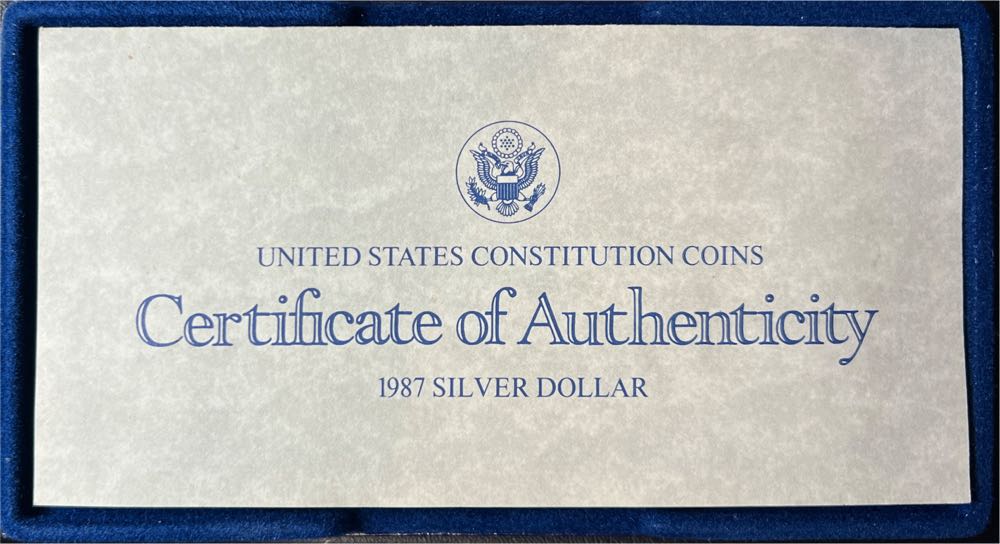 UNITED STATES CONSTITUTION COINS
Certificate of Authenticity
1987 SILVER DOLLAR